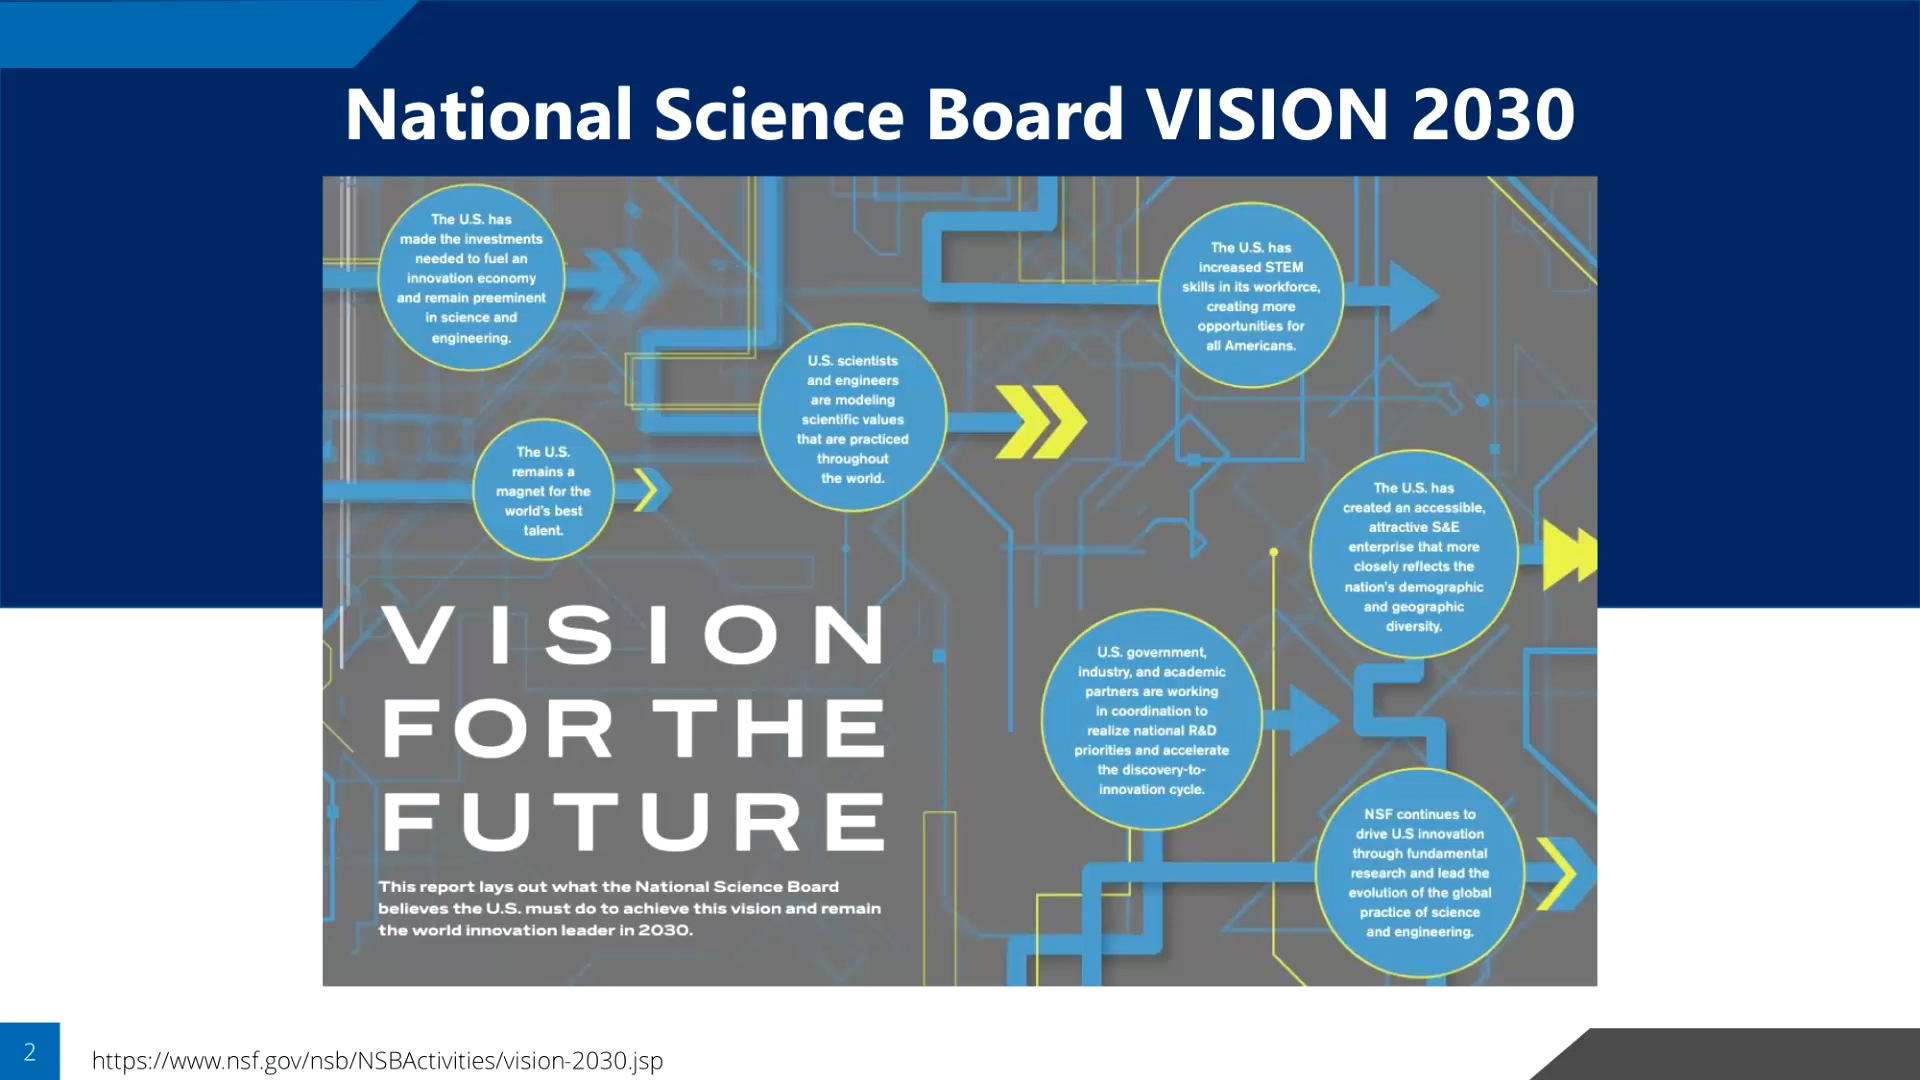 National Science Board VISION 2030
The U.S. has
made the investments
needed to fuel an
innovation economy
and remain preeminent
in science and
engineering.
The U.S. has
increased STEM
skills in its workforce,
creating more
opportunities for
all Americans.
U.S. scientists
and engineers
are modeling
scientific values
that are practiced
throughout
the world.
The U.S.
remains a
magnet for the
world's best
talent.
The U.S. has
created an accessible,
attractive S&E
enterprise that more
closely reflects the
nation's demographic
and geographic
diversity.
U.S. government,
industry, and academic
partners are working
in coordination to
realize national R&D
priorities and accelerate
the discovery-to-
innovation cycle.
NSF continues to
drive U.S innovation
through fundamental
research and lead the
evolution of the global
practice of science
and engineering.
VISION
FOR THE
FUTURE
This report lays out what the National Science Board
believes the U.S. must do to achieve this vision and remain
the world innovation leader in 2030.
2
https://www.nsf.gov/nsb/NSBActivities/vision-2030.jsp